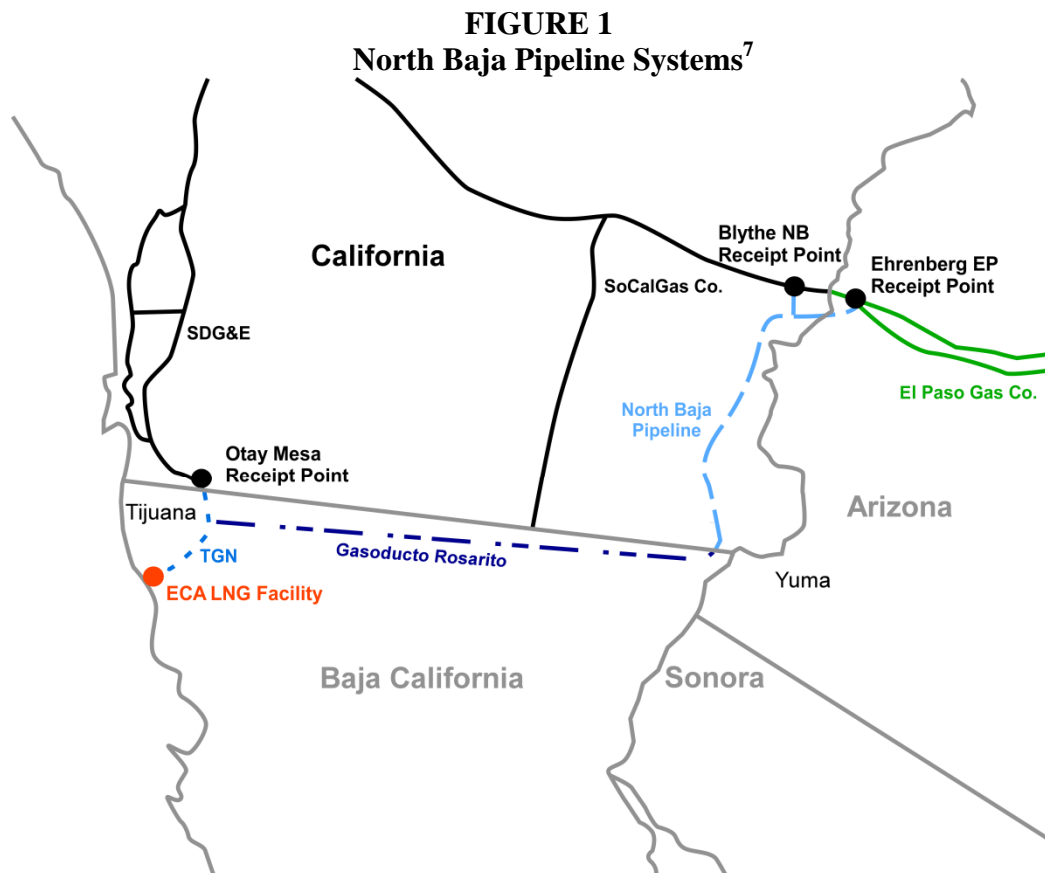 FIGURE 1
North Baja Pipeline Systems7
Blythe NB
Receipt Point
Ehrenberg EP
Receipt Point
California
SoCalGas Co.
SDG&E
El Paso Gas Co.
North Baja
Pipeline
Otay Mesa
Receipt Point
Arizona
Tijuana
Gasoducto Rosarito
TGN
Yuma
ECA LNG Facility
Baja California
Sonora